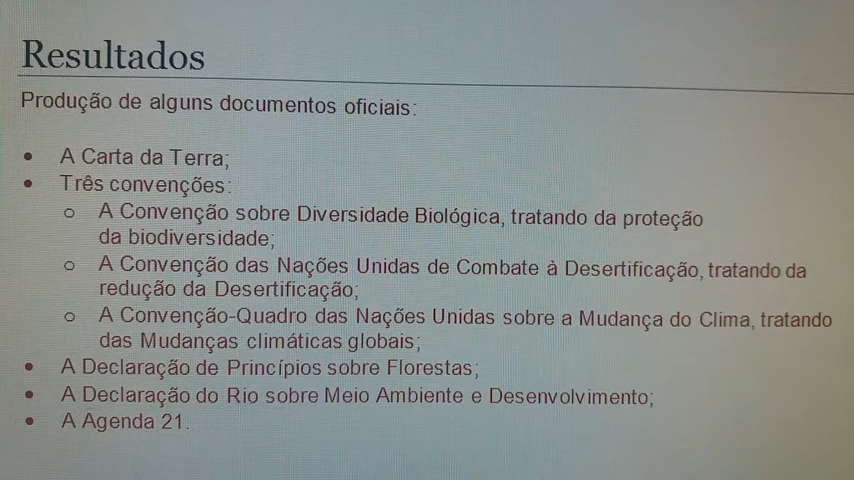 Resultados
Produção de alguns documentos oficiais:
• A Carta da Terra;
• Três convenções:
o A Convenção sobre Diversidade Biológica, tratando da proteção
da biodiversidade;
o A Convenção das Nações Unidas de Combate à Desertificação, tratando da
redução da Desertificação;
o A Convenção-Quadro das Nações Unidas sobre a Mudança do Clima, tratando
das Mudanças climáticas globais;
• A Declaração de Princípios sobre Florestas;
• A Declaração do Rio sobre Meio Ambiente e Desenvolvimento;
• A Agenda 21.